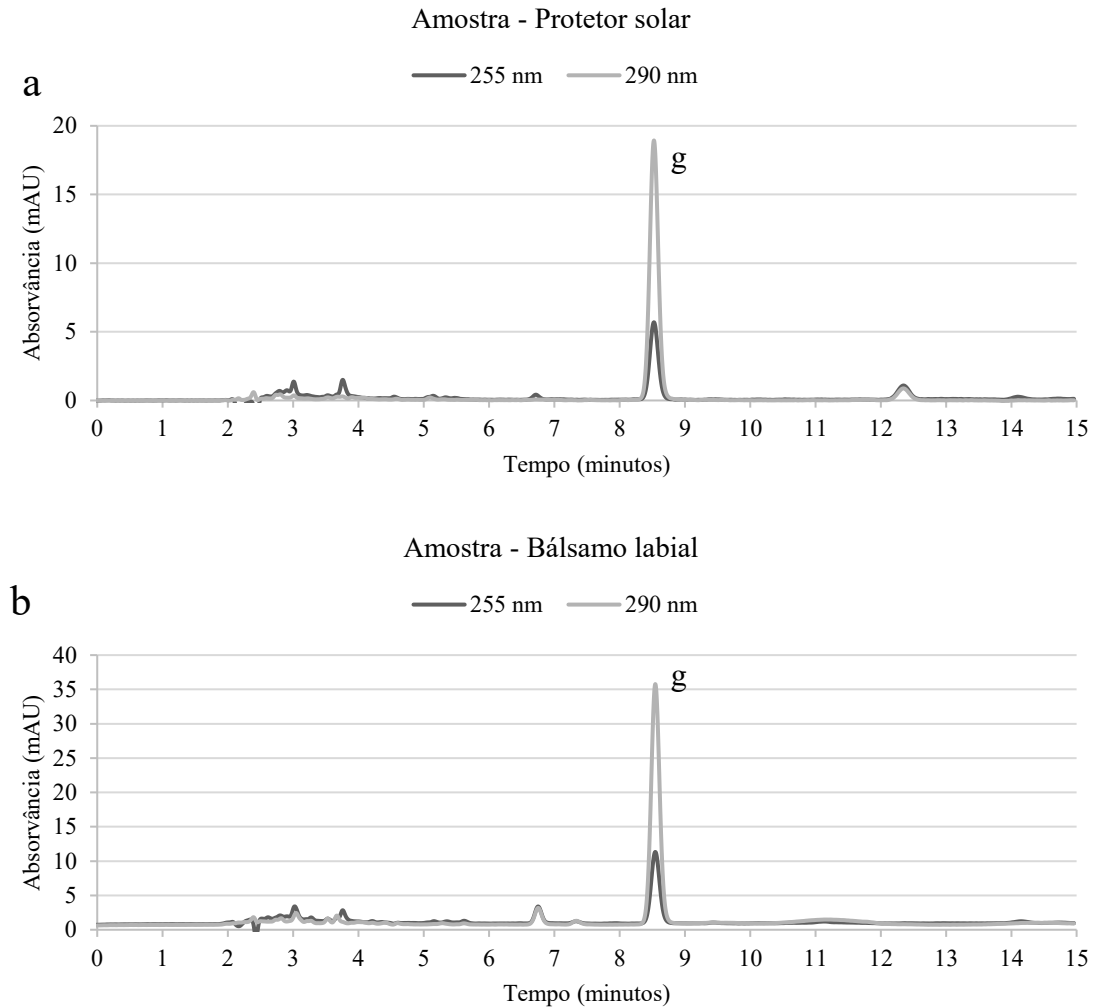 Amostra - Protetor solar
255 nm 290 nm
a
20
15
10
5
0
Absorvância (mAU)
g
0 1 2 3 4 5 6 7 8 9 10 11 12 13 14 15
Tempo (minutos)
Amostra - Bálsamo labial
255 nm 290 nm
b
40
35
30
25
20
15
10
5
0
Absorvância (mAU)
g
0 1 2 3 4 5 6 7 8 9 10 11 12 13 14 15
Tempo (minutos)